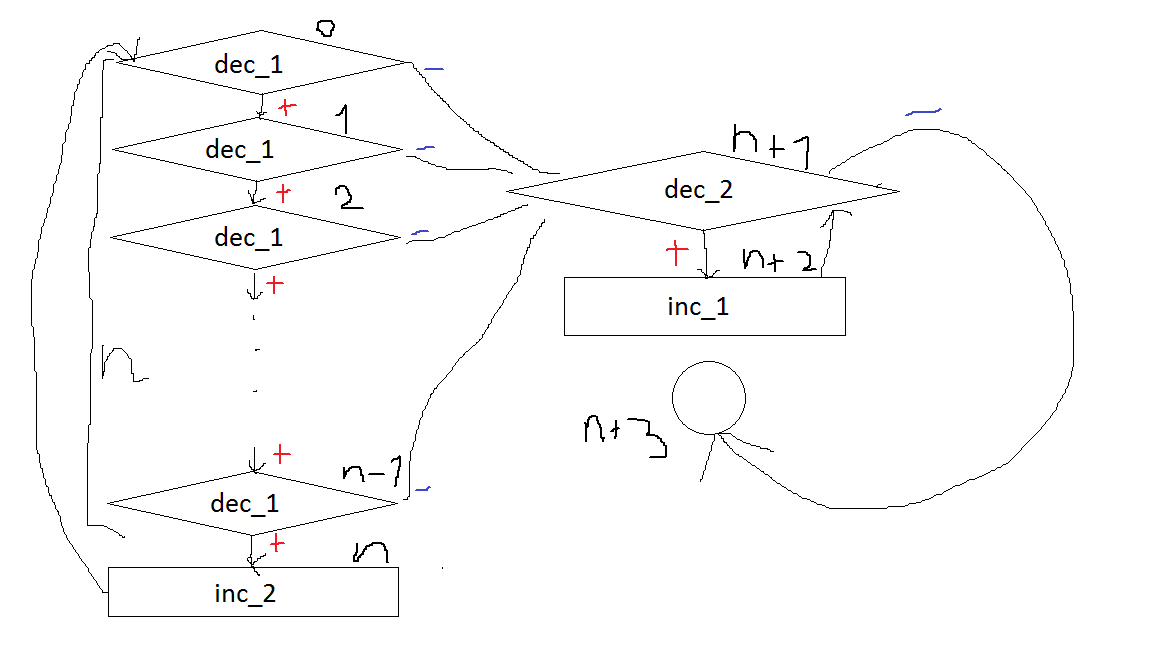 0
dec_1
−
+
1
dec_1
−
+
2
dec_1
−
+
n
+
n-1
dec_1
−
+
n
inc_2
n+1
dec_2
−
+
n+2
inc_1
n+3